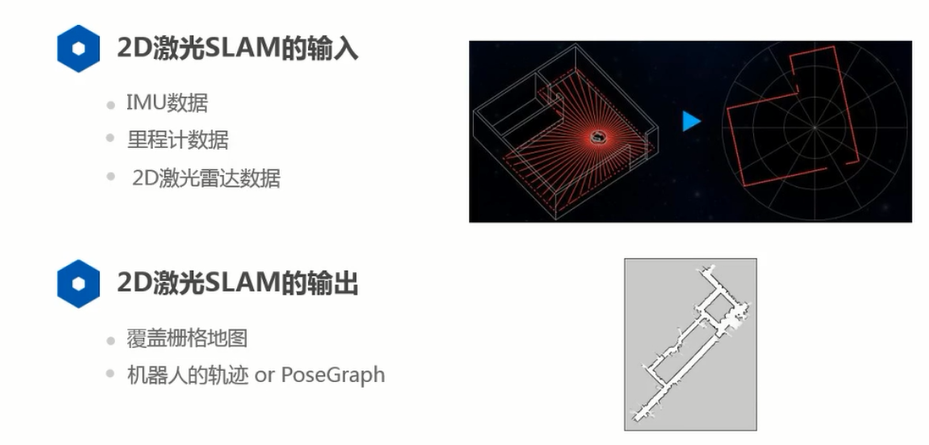 2D激光SLAM的输入
IMU数据
里程计数据
2D激光雷达数据
2D激光SLAM的输出
覆盖栅格地图
机器人的轨迹 or PoseGraph